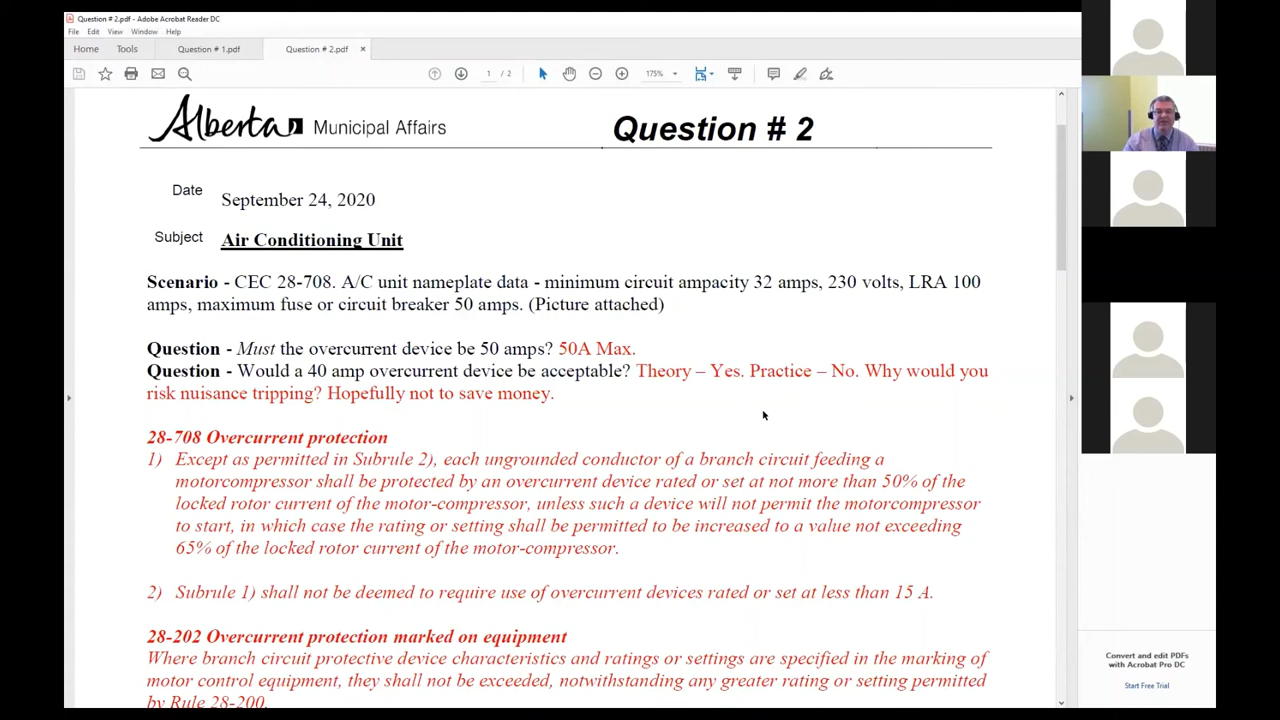 Question # 2.pdf - Adobe Acrobat Reader DC
File Edit View Window Help
Home Tools Question # 1.pdf Question # 2.pdf ×
1 / 2 175%
Alberta Municipal Affairs Question # 2
Date September 24, 2020
Subject Air Conditioning Unit
Scenario - CEC 28-708. A/C unit nameplate data - minimum circuit ampacity 32 amps, 230 volts, LRA 100
amps, maximum fuse or circuit breaker 50 amps. (Picture attached)
Question - Must the overcurrent device be 50 amps? 50A Max.
Question - Would a 40 amp overcurrent device be acceptable? Theory – Yes. Practice – No. Why would you
risk nuisance tripping? Hopefully not to save money.
28-708 Overcurrent protection
1) Except as permitted in Subrule 2), each ungrounded conductor of a branch circuit feeding a
motorcompressor shall be protected by an overcurrent device rated or set at not more than 50% of the
locked rotor current of the motor-compressor, unless such a device will not permit the motorcompressor
to start, in which case the rating or setting shall be permitted to be increased to a value not exceeding
65% of the locked rotor current of the motor-compressor.
2) Subrule 1) shall not be deemed to require use of overcurrent devices rated or set at less than 15 A.
28-202 Overcurrent protection marked on equipment
Where branch circuit protective device characteristics and ratings or settings are specified in the marking of
motor control equipment, they shall not be exceeded, notwithstanding any greater rating or setting permitted
by Rule 28-200.
Convert and edit PDFs
with Acrobat Pro DC
Start Free Trial